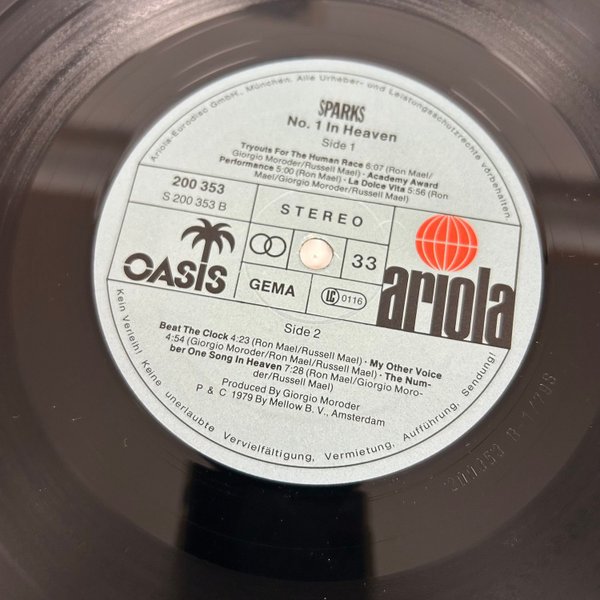 Ariola-Eurodisc GmbH., München. Alle Urheber- und Leistungsschutzrechte vorbehalten.
SPARKS
No. 1 In Heaven
Side 1
Tryouts For The Human Race 6:07 (Ron Mael/
Giorgio Moroder/Russell Mael) · Academy Award
Performance 5:00 (Ron Mael/Russell Mael)
Mael/Giorgio Moroder) · La Dolce Vita 5:56 (Ron
200 353
S 200 353 B
STEREO
33
OASIS
GEMA
LC 0116
ariola
Side 2
Beat The Clock 4:23 (Ron Mael/Russell Mael) · My Other Voice
4:54 (Giorgio Moroder/Ron Mael/Russell Mael) · The Num-
ber One Song In Heaven 7:28 (Ron Mael/Giorgio Moro-
der/Russell Mael)
Produced By Giorgio Moroder
P & C 1979 By Mellow B. V., Amsterdam
Kein Verleih! Keine unerlaubte Vervielfältigung, Vermietung, Aufführung, Sendung!